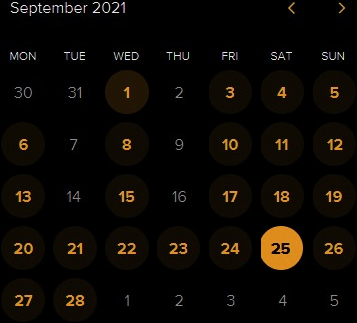 September 2021
MON TUE WED THU FRI SAT SUN
30 31 1 2 3 4 5
6 7 8 9 10 11 12
13 14 15 16 17 18 19
20 21 22 23 24 25 26
27 28 1 2 3 4 5